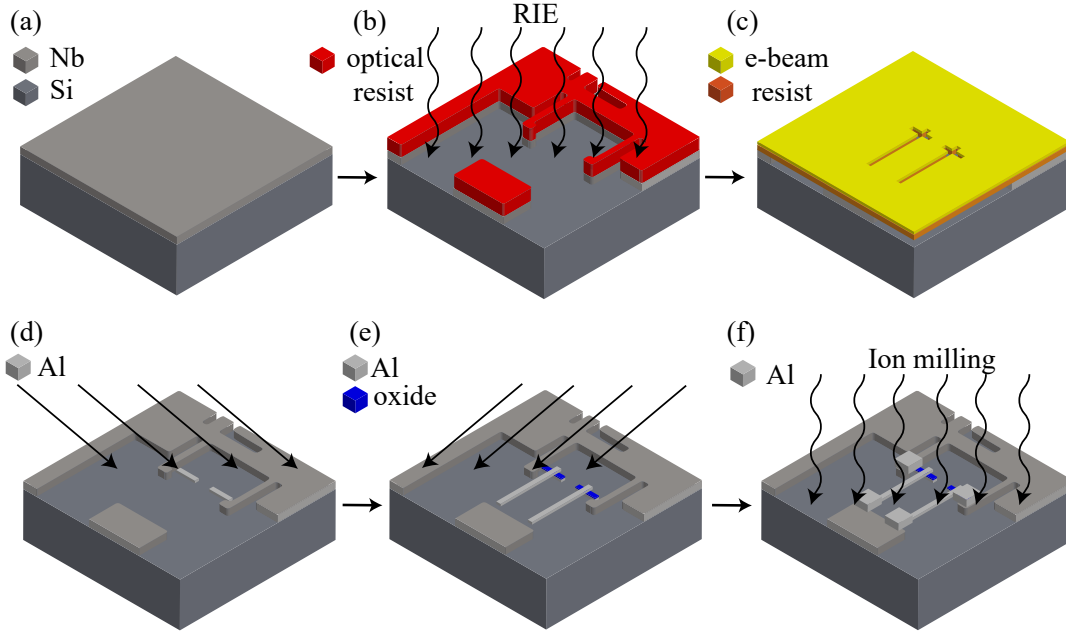 (a)
Nb
Si
(b)
RIE
optical
resist
(c)
e-beam
resist
(d)
Al
(e)
Al
oxide
(f)
Ion milling
Al